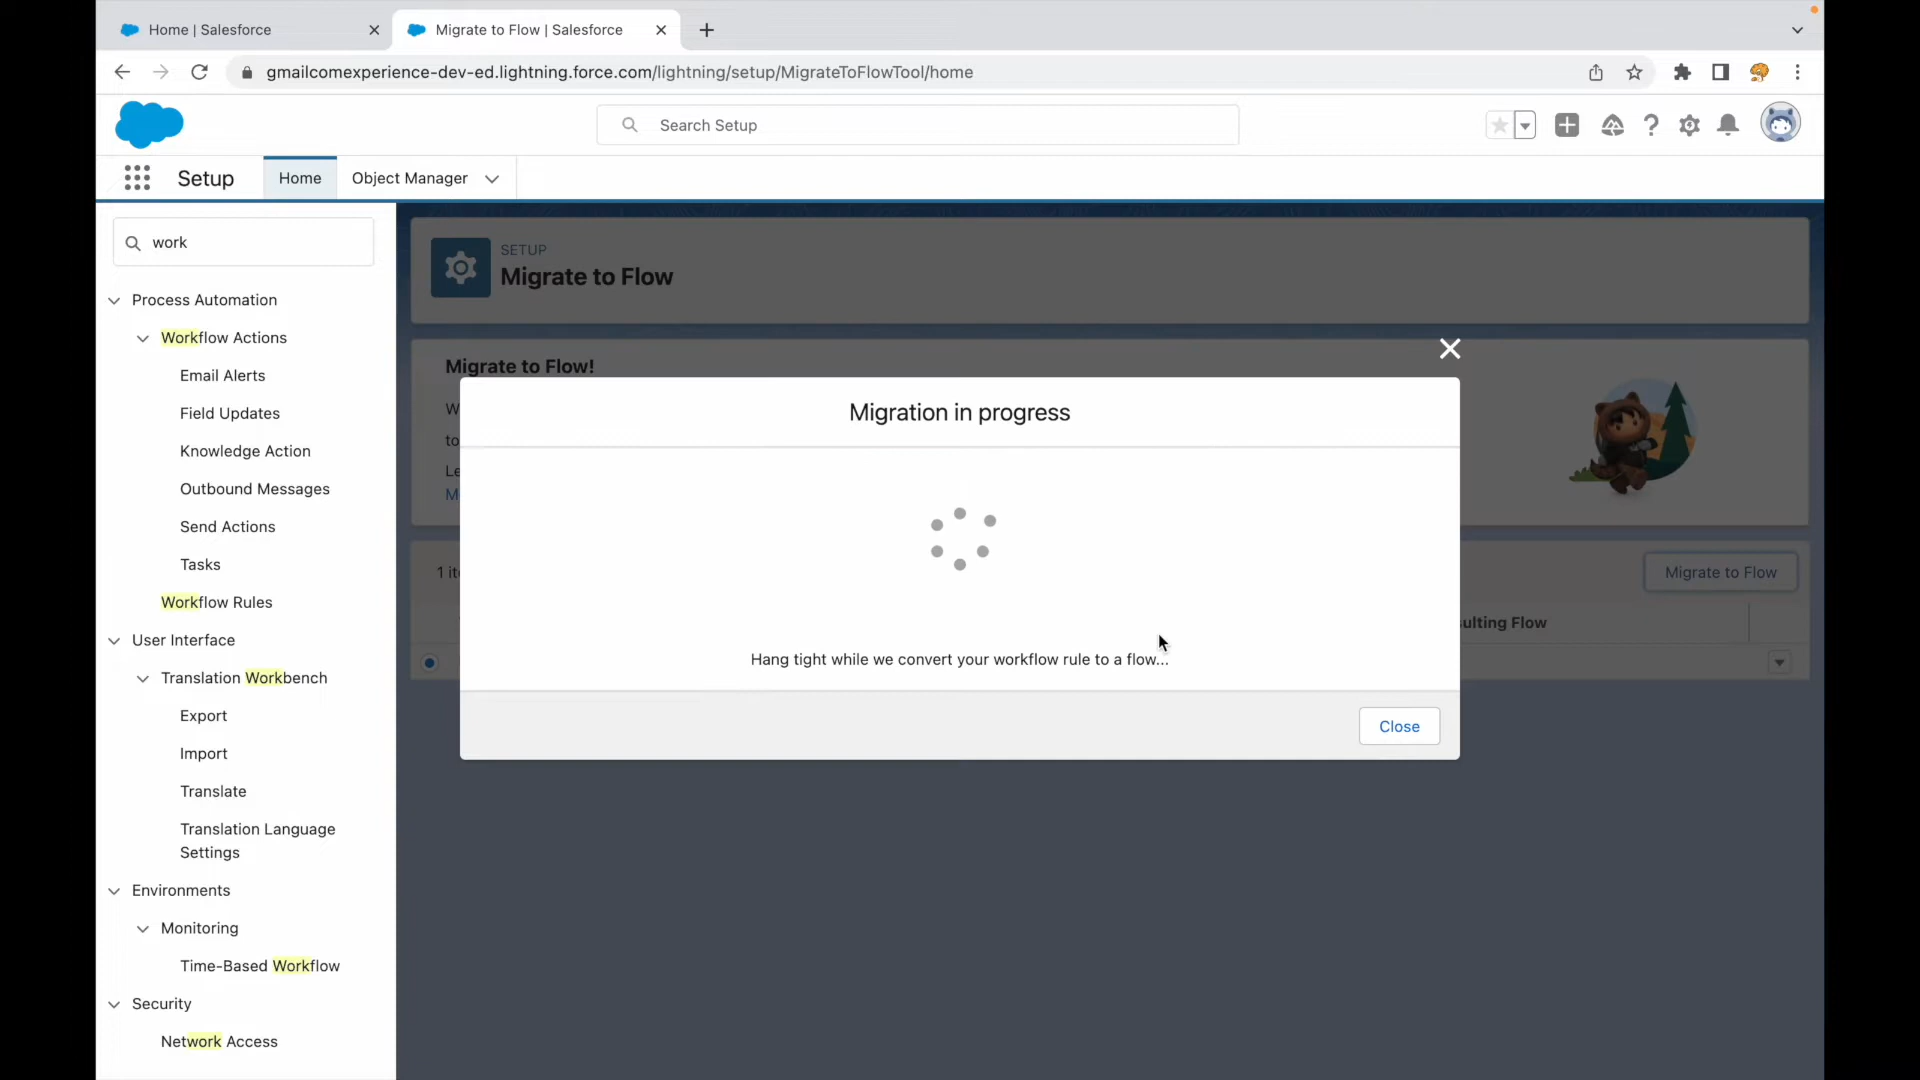 Home | Salesforce
Migrate to Flow | Salesforce
gmailcomexperience-dev-ed.lightning.force.com/lightning/setup/MigrateToFlowTool/home
Search Setup
Setup
Home
Object Manager
work
Process Automation
Workflow Actions
Email Alerts
Field Updates
Knowledge Action
Outbound Messages
Send Actions
Tasks
Workflow Rules
User Interface
Translation Workbench
Export
Import
Translate
Translation Language
Settings
Environments
Monitoring
Time-Based Workflow
Security
Network Access
SETUP
Migrate to Flow
Migrate to Flow!
Migration in progress
Hang tight while we convert your workflow rule to a flow...
Close
1
Migrate to Flow
Flow